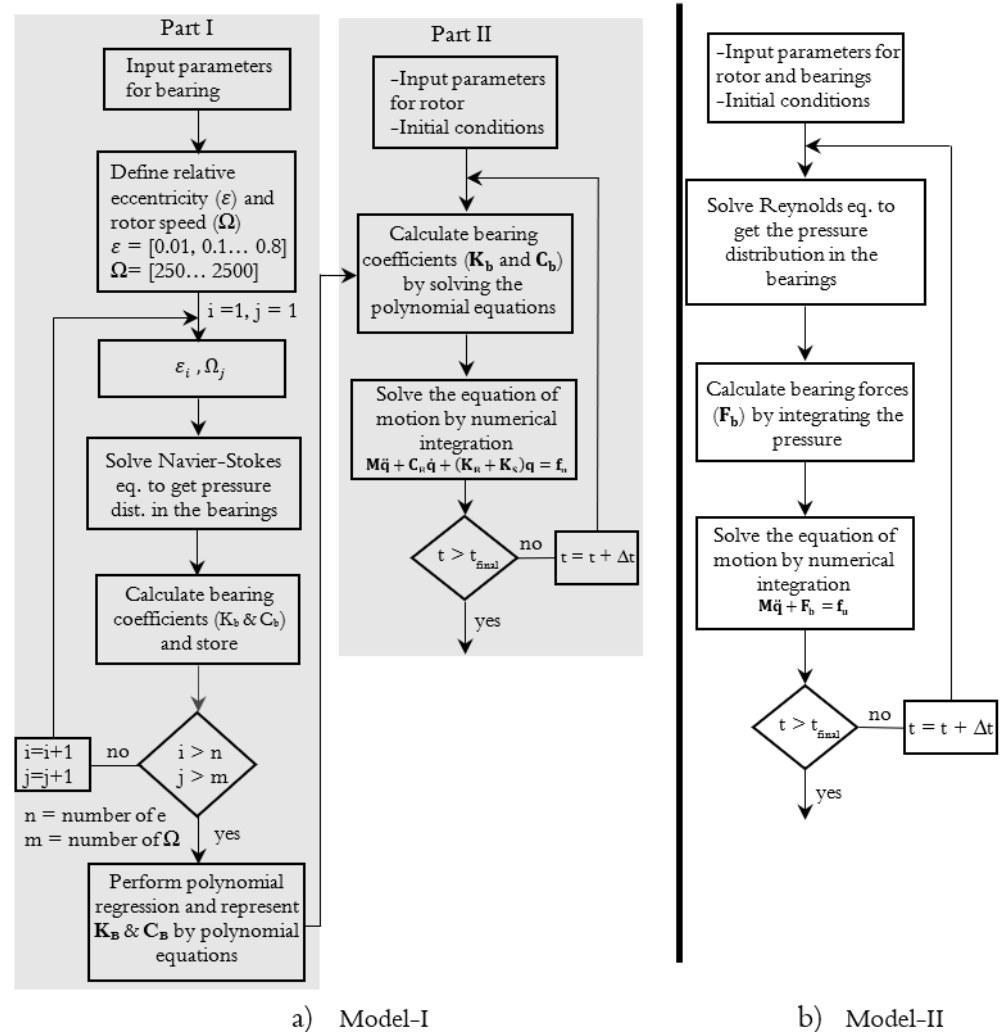 Part I
Input parameters
for bearing
Define relative
eccentricity (ε) and
rotor speed (Ω)
ε = [0.01, 0.1... 0.8]
Ω= [250... 2500]
i =1, j = 1
εᵢ , Ωⱼ
Solve Navier-Stokes
eq. to get pressure
dist. in the bearings
Calculate bearing
coefficients (K_b & C_b)
and store
i > n
j > m
no
i=i+1
j=j+1
n = number of e
m = number of Ω
yes
Perform polynomial
regression and represent
K_B & C_B by polynomial
equations
Part II
-Input parameters
for rotor
-Initial conditions
Calculate bearing
coefficients (K_b and C_b)
by solving the
polynomial equations
Solve the equation of
motion by numerical
integration
Mq̈ + C_B q̇ + (K_B + K_S)q = f_u
t > t_final
no
t = t + Δt
yes
a) Model-I
-Input parameters for
rotor and bearings
-Initial conditions
Solve Reynolds eq. to
get the pressure
distribution in the
bearings
Calculate bearing forces
(F_b) by integrating the
pressure
Solve the equation of
motion by numerical
integration
Mq̈ + F_b = f_u
t > t_final
no
t = t + Δt
yes
b) Model-II